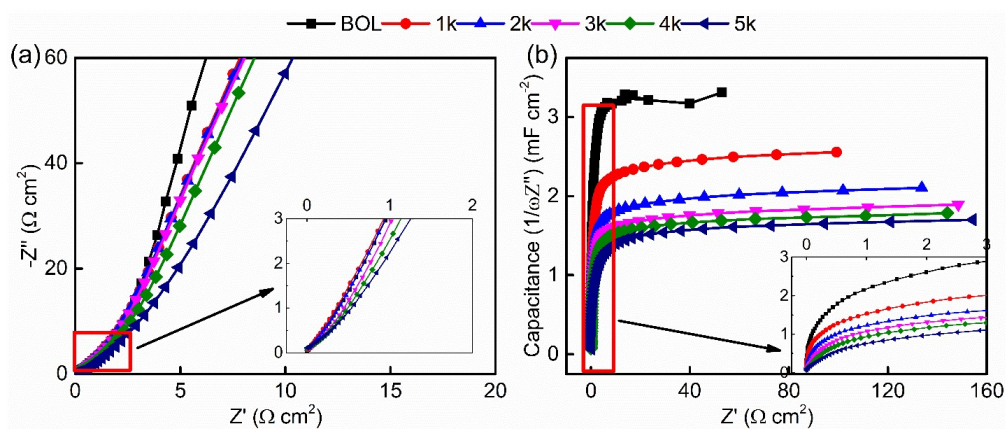 BOL 1k 2k 3k 4k 5k
(a)
60
40
20
0
-Z'' (Ω cm²)
0 5 10 15 20
Z' (Ω cm²)
0 1 2
3
2
1
0
(b)
3
2
1
0
Capacitance (1/ωZ'') (mF cm⁻²)
0 40 80 120 160
Z' (Ω cm²)
0 1 2 3
3
2
1
0